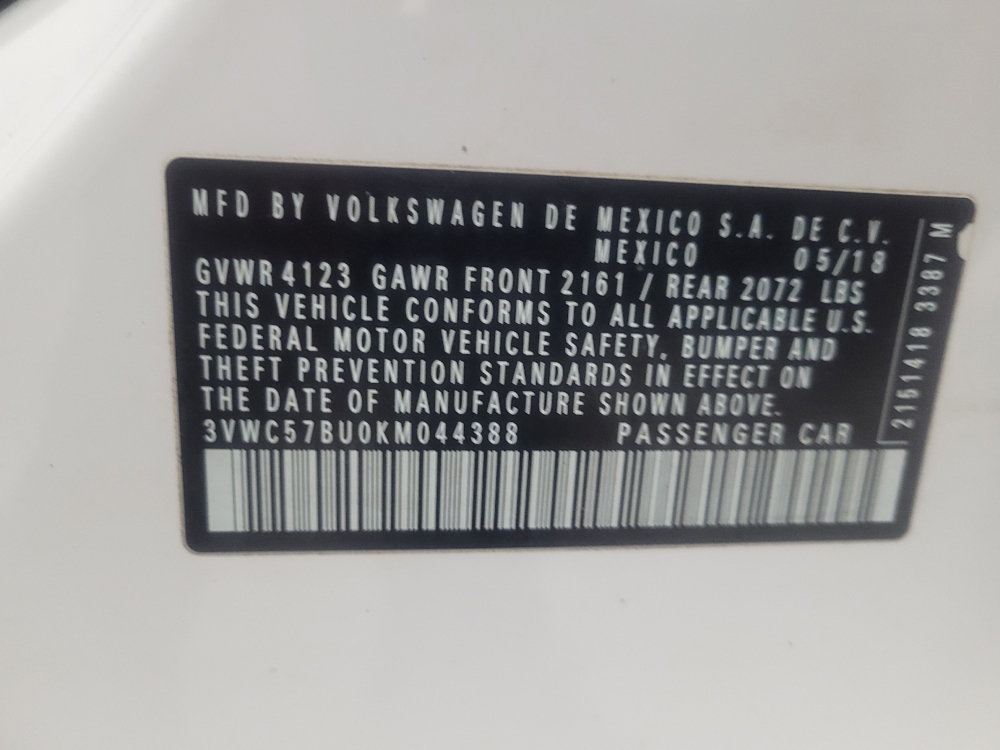 MFD BY VOLKSWAGEN DE MEXICO S.A. DE C.V.
MEXICO 05/18
GVWR 4123 GAWR FRONT 2161 / REAR 2072 LBS
THIS VEHICLE CONFORMS TO ALL APPLICABLE U.S.
FEDERAL MOTOR VEHICLE SAFETY, BUMPER AND
THEFT PREVENTION STANDARDS IN EFFECT ON
THE DATE OF MANUFACTURE SHOWN ABOVE.
3VWC57BU0KM044388 PASSENGER CAR
2151418 3387 M